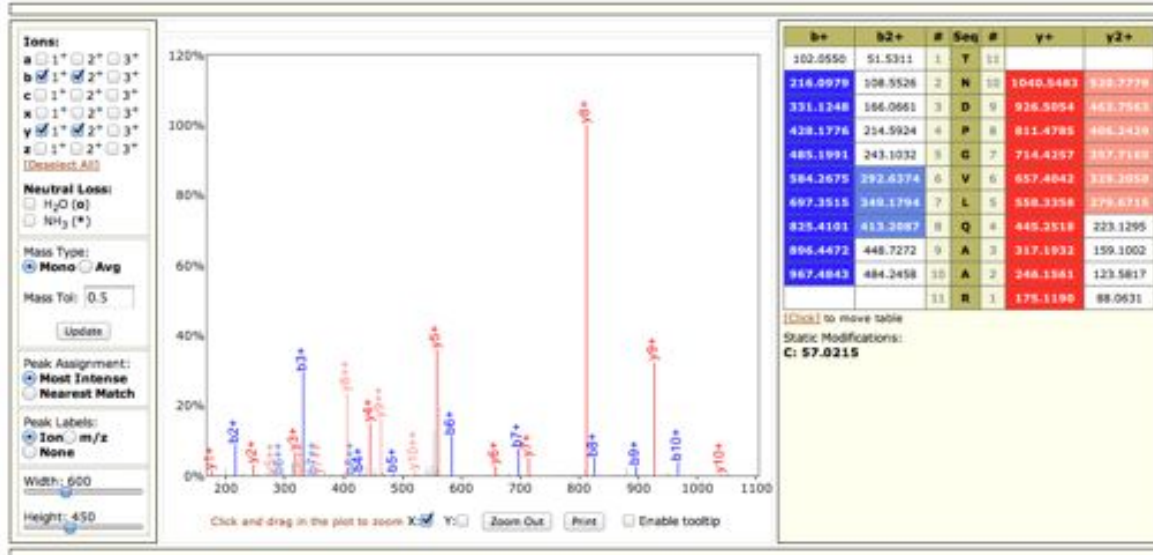 Ions:
a 1+ 2+ 3+
b 1+ 2+ 3+
c 1+ 2+ 3+
x 1+ 2+ 3+
y 1+ 2+ 3+
z 1+ 2+ 3+
[Deselect All]
Neutral Loss:
H2O (o)
NH3 (*)
Mass Type:
Mono Avg
Mass Tol: 0.5
Update
Peak Assignment:
Most Intense
Nearest Match
Peak Labels:
Ion m/z
None
Width: 600
Height: 450
120%
100%
80%
60%
40%
20%
0%
y1+ b2+ y2+ y3+ b3+ b4+ y4+ y9++ b5+ y10++ y5+ b6+ y6+ b7+ y7+ y8+ b8+ b9+ y9+ b10+ y10+
200 300 400 500 600 700 800 900 1000 1100
Click and drag in the plot to zoom X: Y: Zoom Out Print Enable tooltip
b+ b2+ # Seq # y+ y2+
102.0550 51.5311 1 T 11
216.0979 108.5526 2 N 10 1040.5483 520.7778
331.1248 166.0661 3 D 9 926.5054 463.7563
428.1776 214.5924 4 P 8 811.4785 406.2429
485.1991 243.1032 5 G 7 714.4257 357.7165
584.2675 292.6374 6 V 6 657.4042 329.2058
697.3515 349.1794 7 L 5 558.3358 279.6715
825.4101 413.2087 8 Q 4 445.2518 223.1295
896.4472 448.7272 9 A 3 317.1932 159.1002
967.4843 484.2458 10 A 2 246.1561 123.5817
11 R 1 175.1190 88.0631
[Click] to move table
Static Modifications:
C: 57.0215